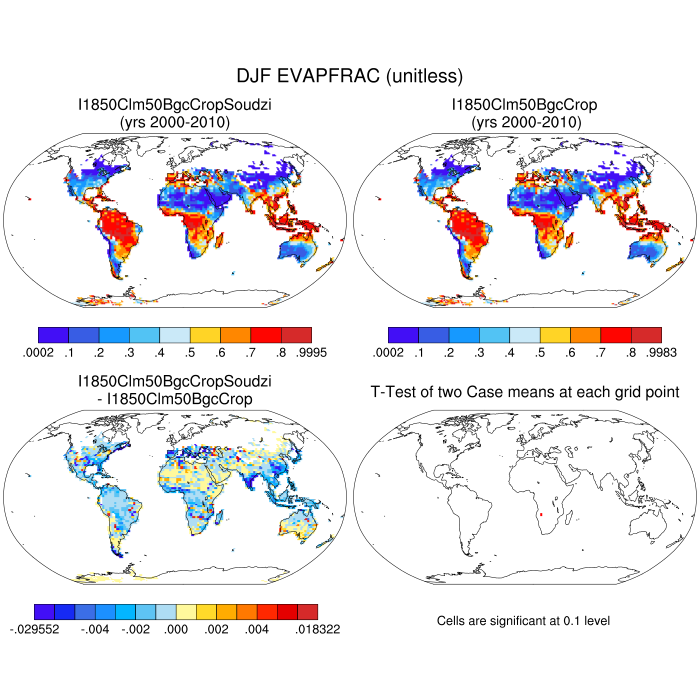 DJF EVAPFRAC (unitless)
I1850Clm50BgcCropSoudzi
(yrs 2000-2010)
I1850Clm50BgcCrop
(yrs 2000-2010)
.0002 .1 .2 .4 .5 .6 .7 .8 .9995
.0002 .1 .2 .4 .5 .6 .7 .8 .9983
I1850Clm50BgcCropSoudzi
- I1850Clm50BgcCrop
T-Test of two Case means at each grid point
-.029552 -.004 -.002 .000 .002 .004 .018322
Cells are significant at 0.1 level